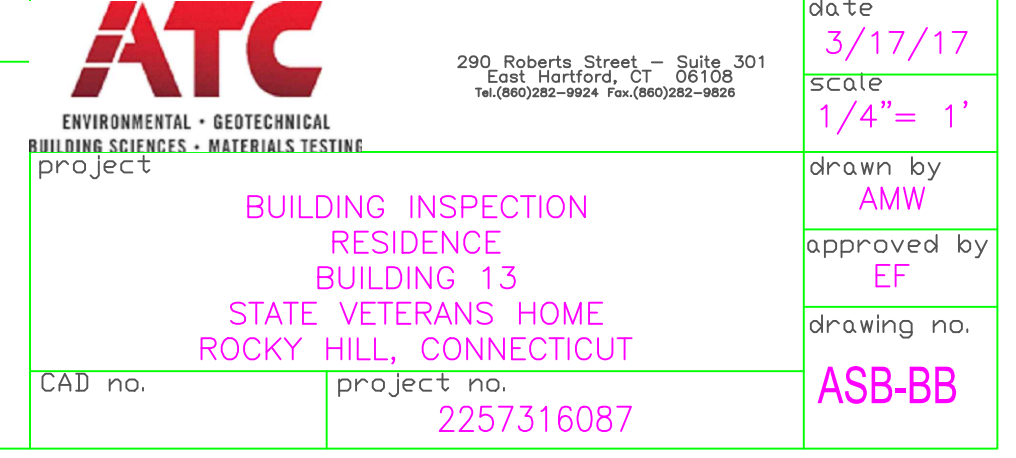 ATC
ENVIRONMENTAL • GEOTECHNICAL
BUILDING SCIENCES • MATERIALS TESTING
290 Roberts Street – Suite 301
East Hartford, CT 06108
Tel.(860)282–9924 Fax.(860)282–9826
date
3/17/17
scale
1/4"= 1'
project
BUILDING INSPECTION
RESIDENCE
BUILDING 13
STATE VETERANS HOME
ROCKY HILL, CONNECTICUT
drawn by
AMW
approved by
EF
drawing no.
ASB-BB
CAD no.
project no.
2257316087